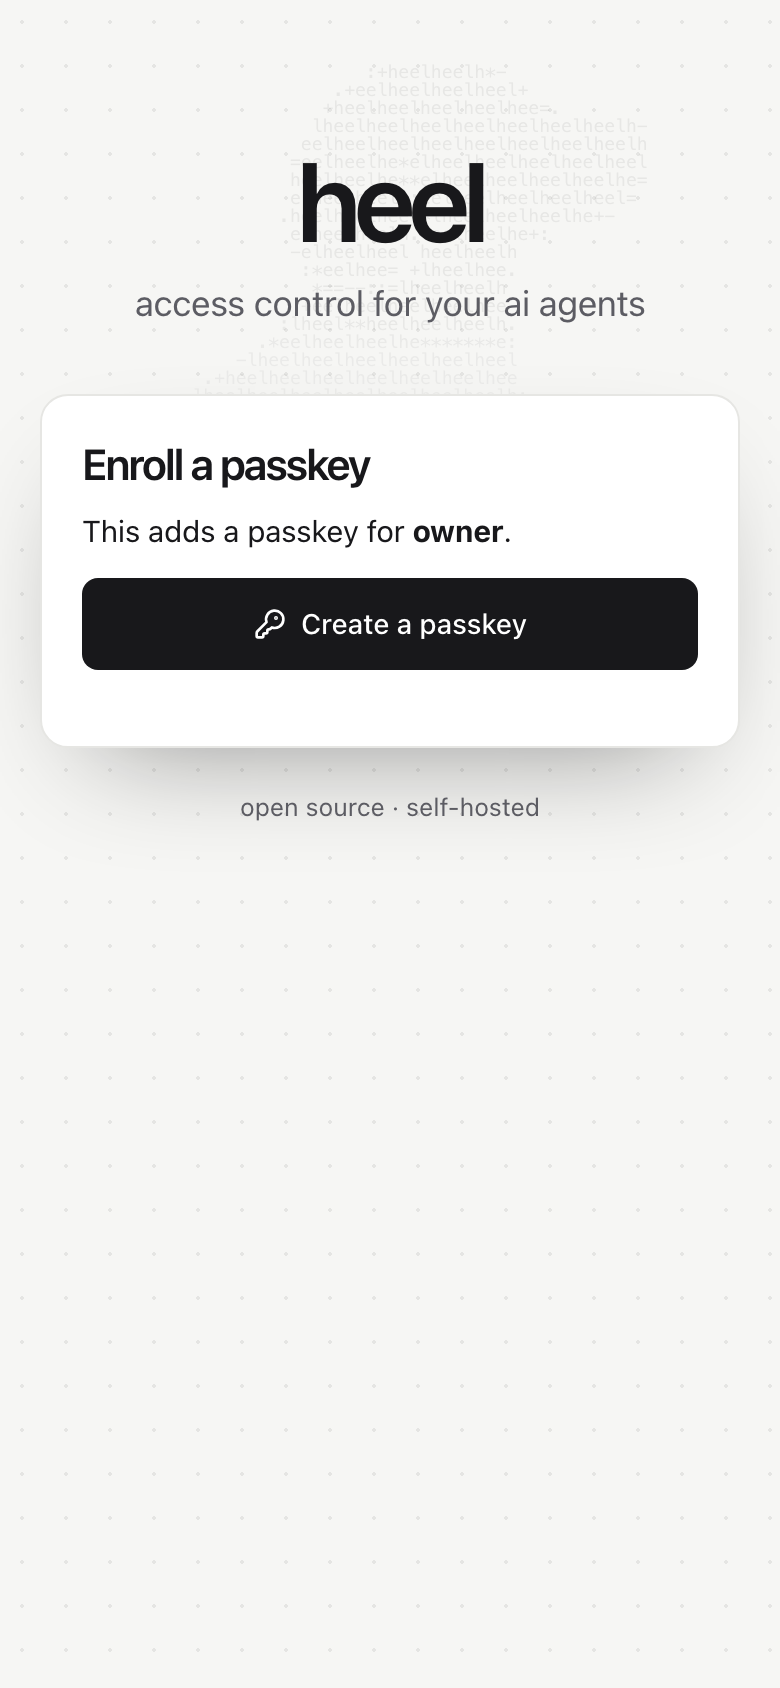 heel
access control for your ai agents
Enroll a passkey
This adds a passkey for owner.
Create a passkey
open source · self-hosted